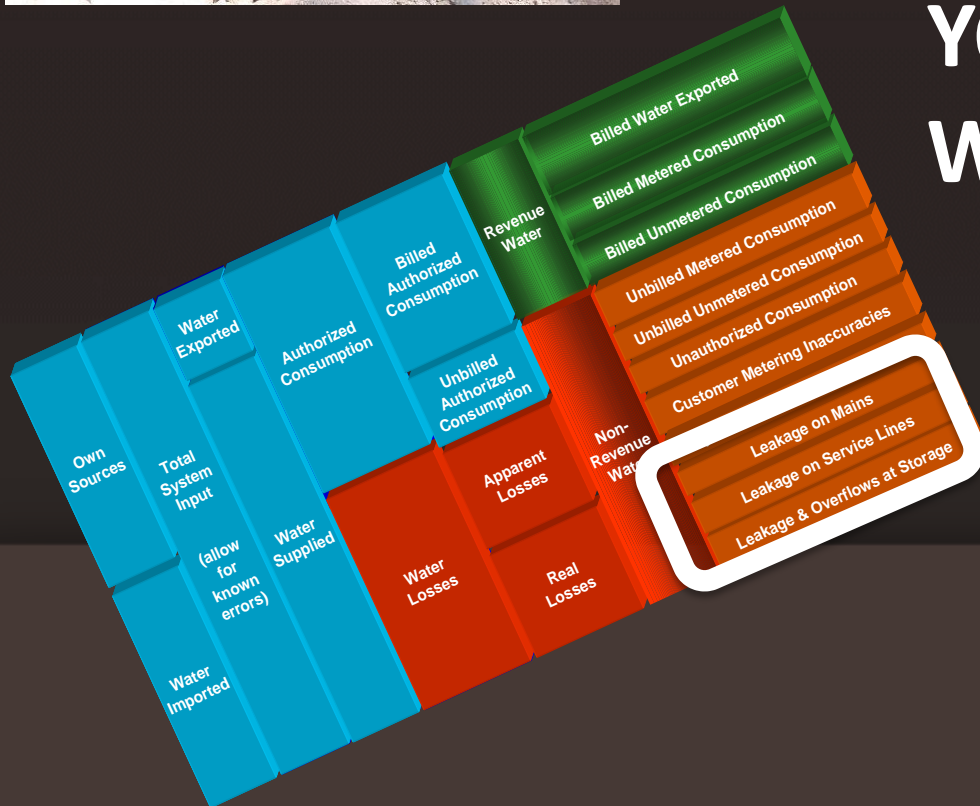 Own
Sources
Water
Imported
Total
System
Input
(allow
for
known
errors)
Water
Exported
Water
Supplied
Authorized
Consumption
Water
Losses
Billed
Authorized
Consumption
Unbilled
Authorized
Consumption
Apparent
Losses
Real
Losses
Revenue
Water
Non-
Revenue
Billed Water Exported
Billed Metered Consumption
Billed Unmetered Consumption
Unbilled Metered Consumption
Unbilled Unmetered Consumption
Unauthorized Consumption
Customer Metering Inaccuracies
Leakage on Mains
Leakage on Service Lines
Leakage & Overflows at Storage